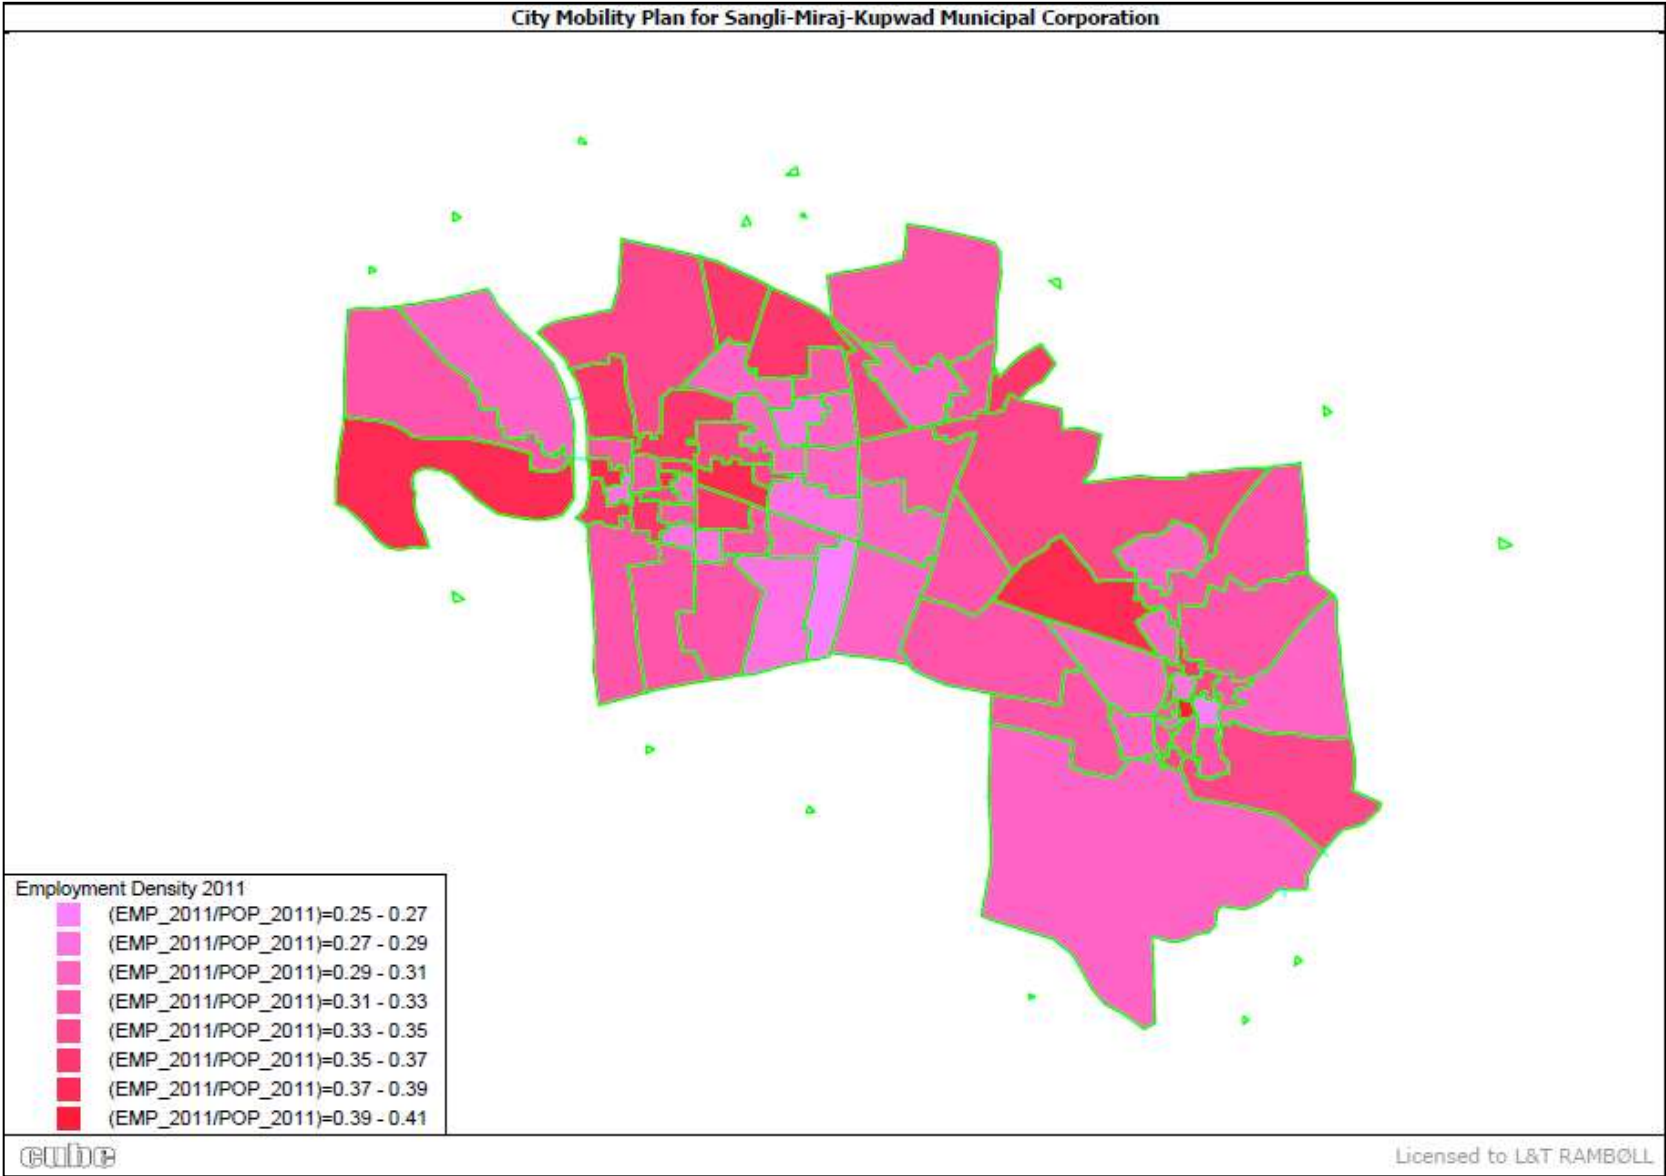 City Mobility Plan for Sangli-Miraj-Kupwad Municipal Corporation
Employment Density 2011
(EMP_2011/POP_2011)=0.25 - 0.27
(EMP_2011/POP_2011)=0.27 - 0.29
(EMP_2011/POP_2011)=0.29 - 0.31
(EMP_2011/POP_2011)=0.31 - 0.33
(EMP_2011/POP_2011)=0.33 - 0.35
(EMP_2011/POP_2011)=0.35 - 0.37
(EMP_2011/POP_2011)=0.37 - 0.39
(EMP_2011/POP_2011)=0.39 - 0.41
cube
Licensed to L&T RAMBØLL